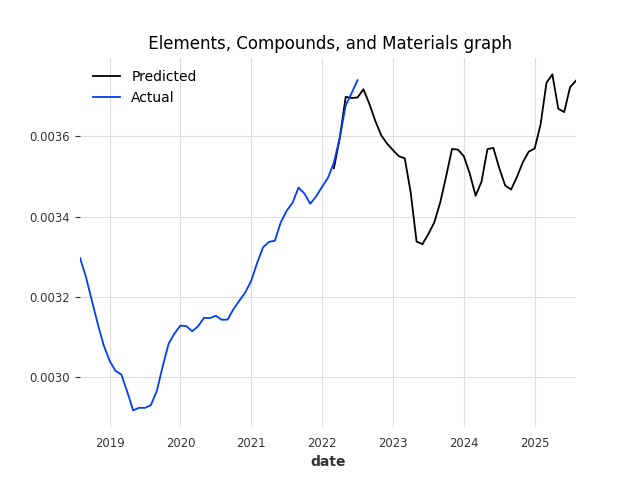 Elements, Compounds, and Materials graph
Predicted
Actual
0.0036
0.0034
0.0032
0.0030
2019 2020 2021 2022 2023 2024 2025
date